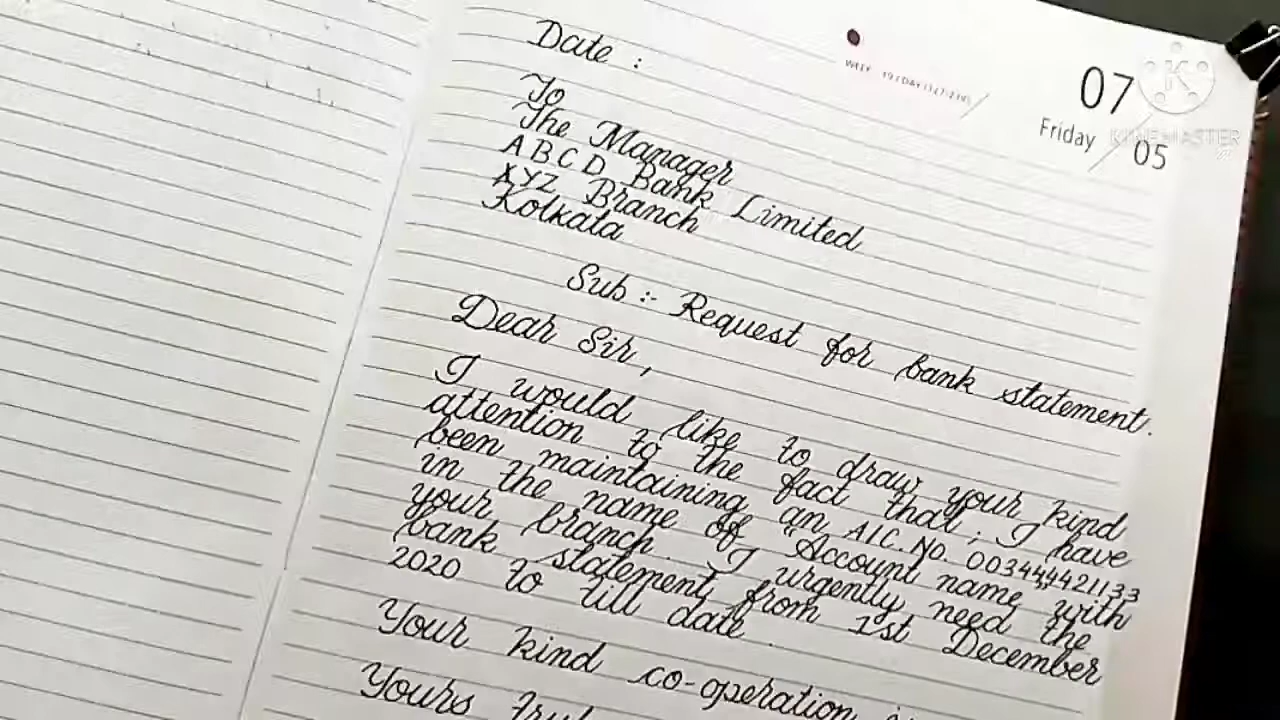 07
Friday 05
KINEMASTER
Date :
To
The Manager
ABCD Bank Limited
XYZ Branch
Kolkata
Sub :- Request for bank statement.
Dear Sir,
I would like to draw your kind
attention to the fact that, I have
been maintaining an A/C. No. 003444421133
in the name of "Account name" with
your branch. I urgently need the
bank statement from 1st December
2020 to till date.
Your kind co-operation
Yours